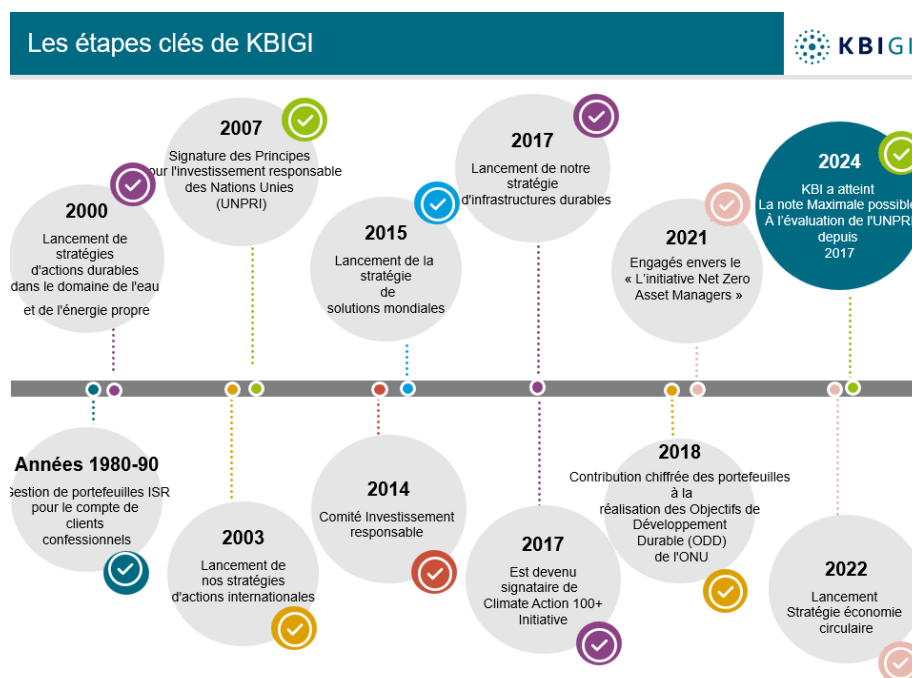 Les étapes clés de KBIGI
KBIGI
2007
Signature des Principes
pour l'investissement responsable
des Nations Unies
(UNPRI)
2017
Lancement de notre
stratégie
d'infrastructures durables
2024
KBI a atteint
La note Maximale possible
À l'évaluation de l'UNPRI
depuis
2017
2000
Lancement de
stratégies
d'actions durables
dans le domaine de l'eau
et de l'énergie propre
2015
Lancement de la
stratégie
de
solutions mondiales
2021
Engagés envers le
« L'initiative Net Zero
Asset Managers »
Années 1980-90
Gestion de portefeuilles ISR
pour le compte de
clients
confessionnels
2003
Lancement de
nos stratégies
d'actions internationales
2014
Comité Investissement
responsable
2017
Est devenu
signataire de
Climate Action 100+
Initiative
2018
Contribution chiffrée des portefeuilles
à la
réalisation des Objectifs de
Développement
Durable (ODD)
de l'ONU
2022
Lancement
Stratégie économie
circulaire